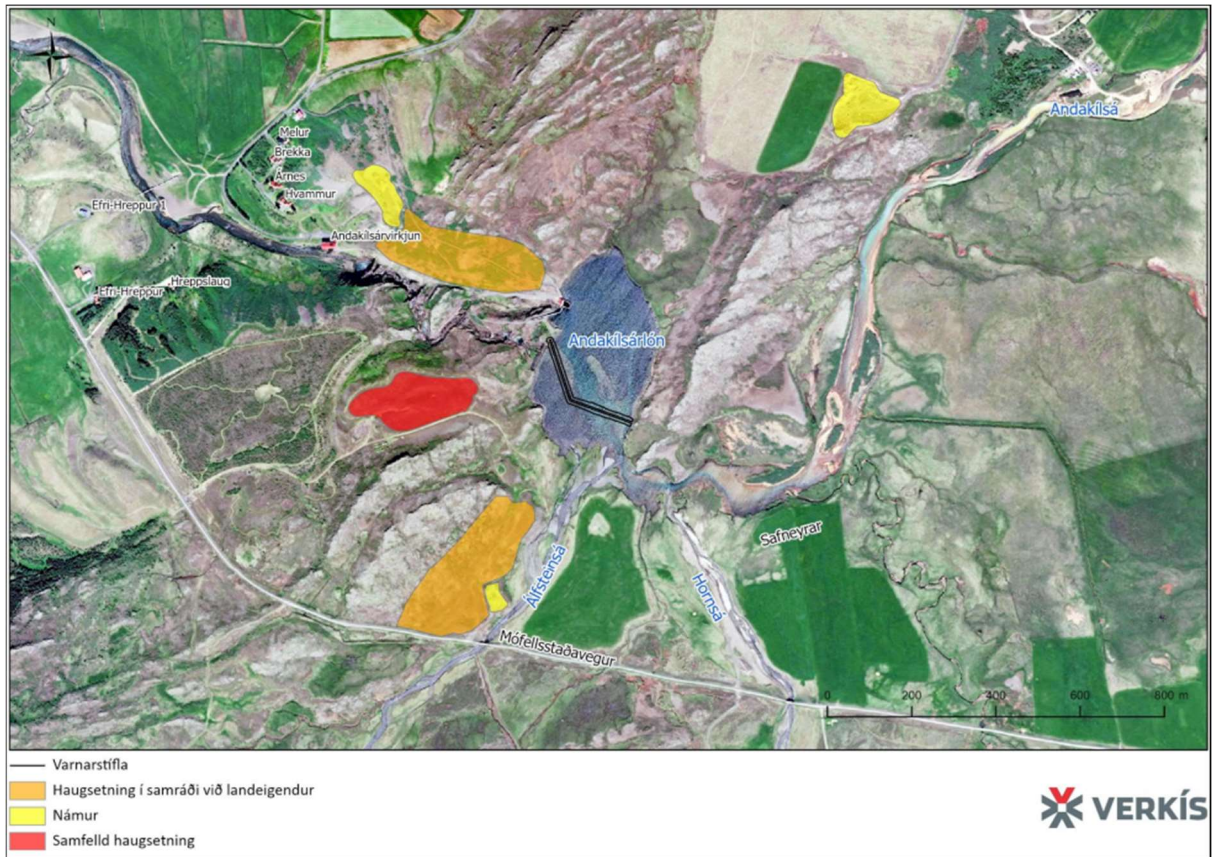 N
Andakílsá
Melur
Brekka
Árnes
Hvammur
Efri-Hreppur 1
Andakílsárvirkjun
Hreppslaug
Efri-Hreppur
Andakílsárlón
Safneyrar
Álfsteinsá
Hornsá
Mófellsstaðavegur
0 200 400 600 800 m
Varnarstífla
Haugsetning í samráði við landeigendur
Námur
Samfelld haugsetning
VERKÍS